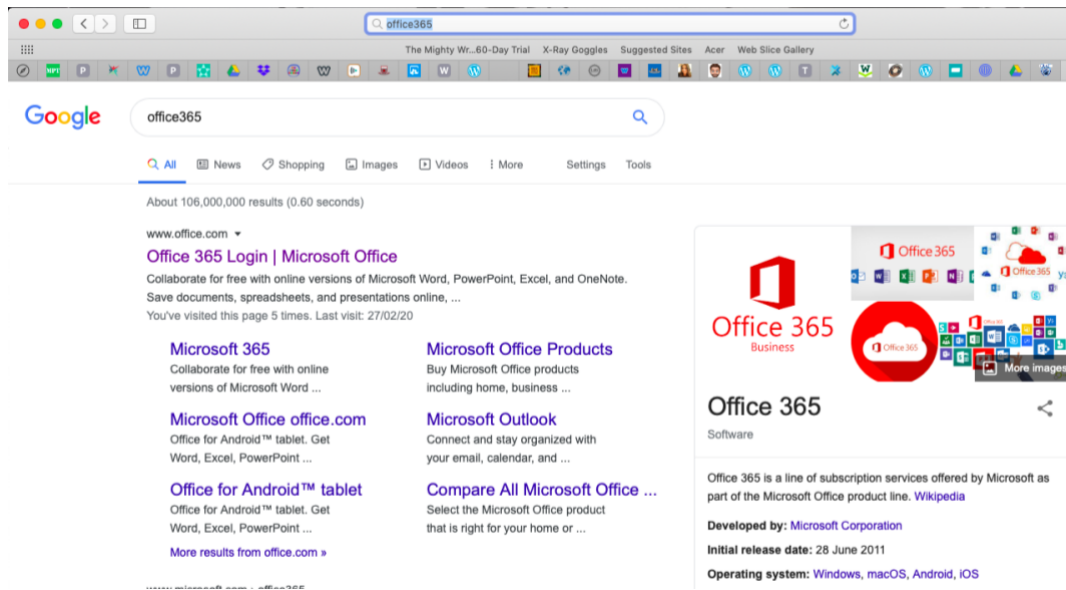 office365
The Mighty Wr...60-Day Trial X-Ray Goggles Suggested Sites Acer Web Slice Gallery
Google
office365
All News Shopping Images Videos More Settings Tools
About 106,000,000 results (0.60 seconds)
www.office.com
Office 365 Login | Microsoft Office
Collaborate for free with online versions of Microsoft Word, PowerPoint, Excel, and OneNote.
Save documents, spreadsheets, and presentations online, ...
You've visited this page 5 times. Last visit: 27/02/20
Microsoft 365
Collaborate for free with online
versions of Microsoft Word ...
Microsoft Office Products
Buy Microsoft Office products
including home, business ...
Microsoft Office office.com
Office for Android™ tablet. Get
Word, Excel, PowerPoint ...
Microsoft Outlook
Connect and stay organized with
your email, calendar, and ...
Office for Android™ tablet
Office for Android™ tablet. Get
Word, Excel, PowerPoint ...
Compare All Microsoft Office ...
Select the Microsoft Office product
that is right for your home or ...
More results from office.com »
www.microsoft.com › office365
Office 365
Business
Office 365
Office 365
Office 365
More images
Office 365
Software
Office 365 is a line of subscription services offered by Microsoft as
part of the Microsoft Office product line. Wikipedia
Developed by: Microsoft Corporation
Initial release date: 28 June 2011
Operating system: Windows, macOS, Android, iOS